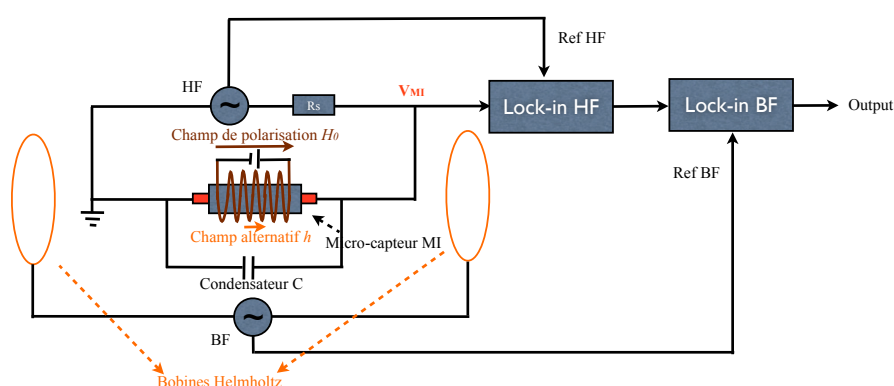 Ref HF
HF
Rs
VMI
Lock-in HF
Lock-in BF
Output
Champ de polarisation H0
Ref BF
Champ alternatif h
Micro-capteur MI
Condensateur C
BF
Bobines Helmholtz